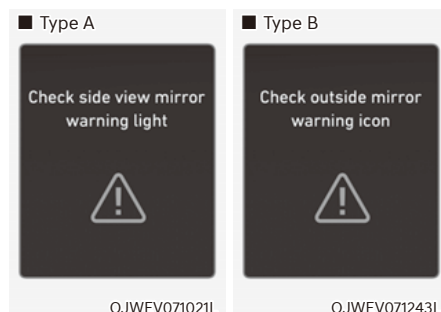 ■ Type A
Check side view mirror
warning light
OJWEV071021L
■ Type B
Check outside mirror
warning icon
OJWEV071243L